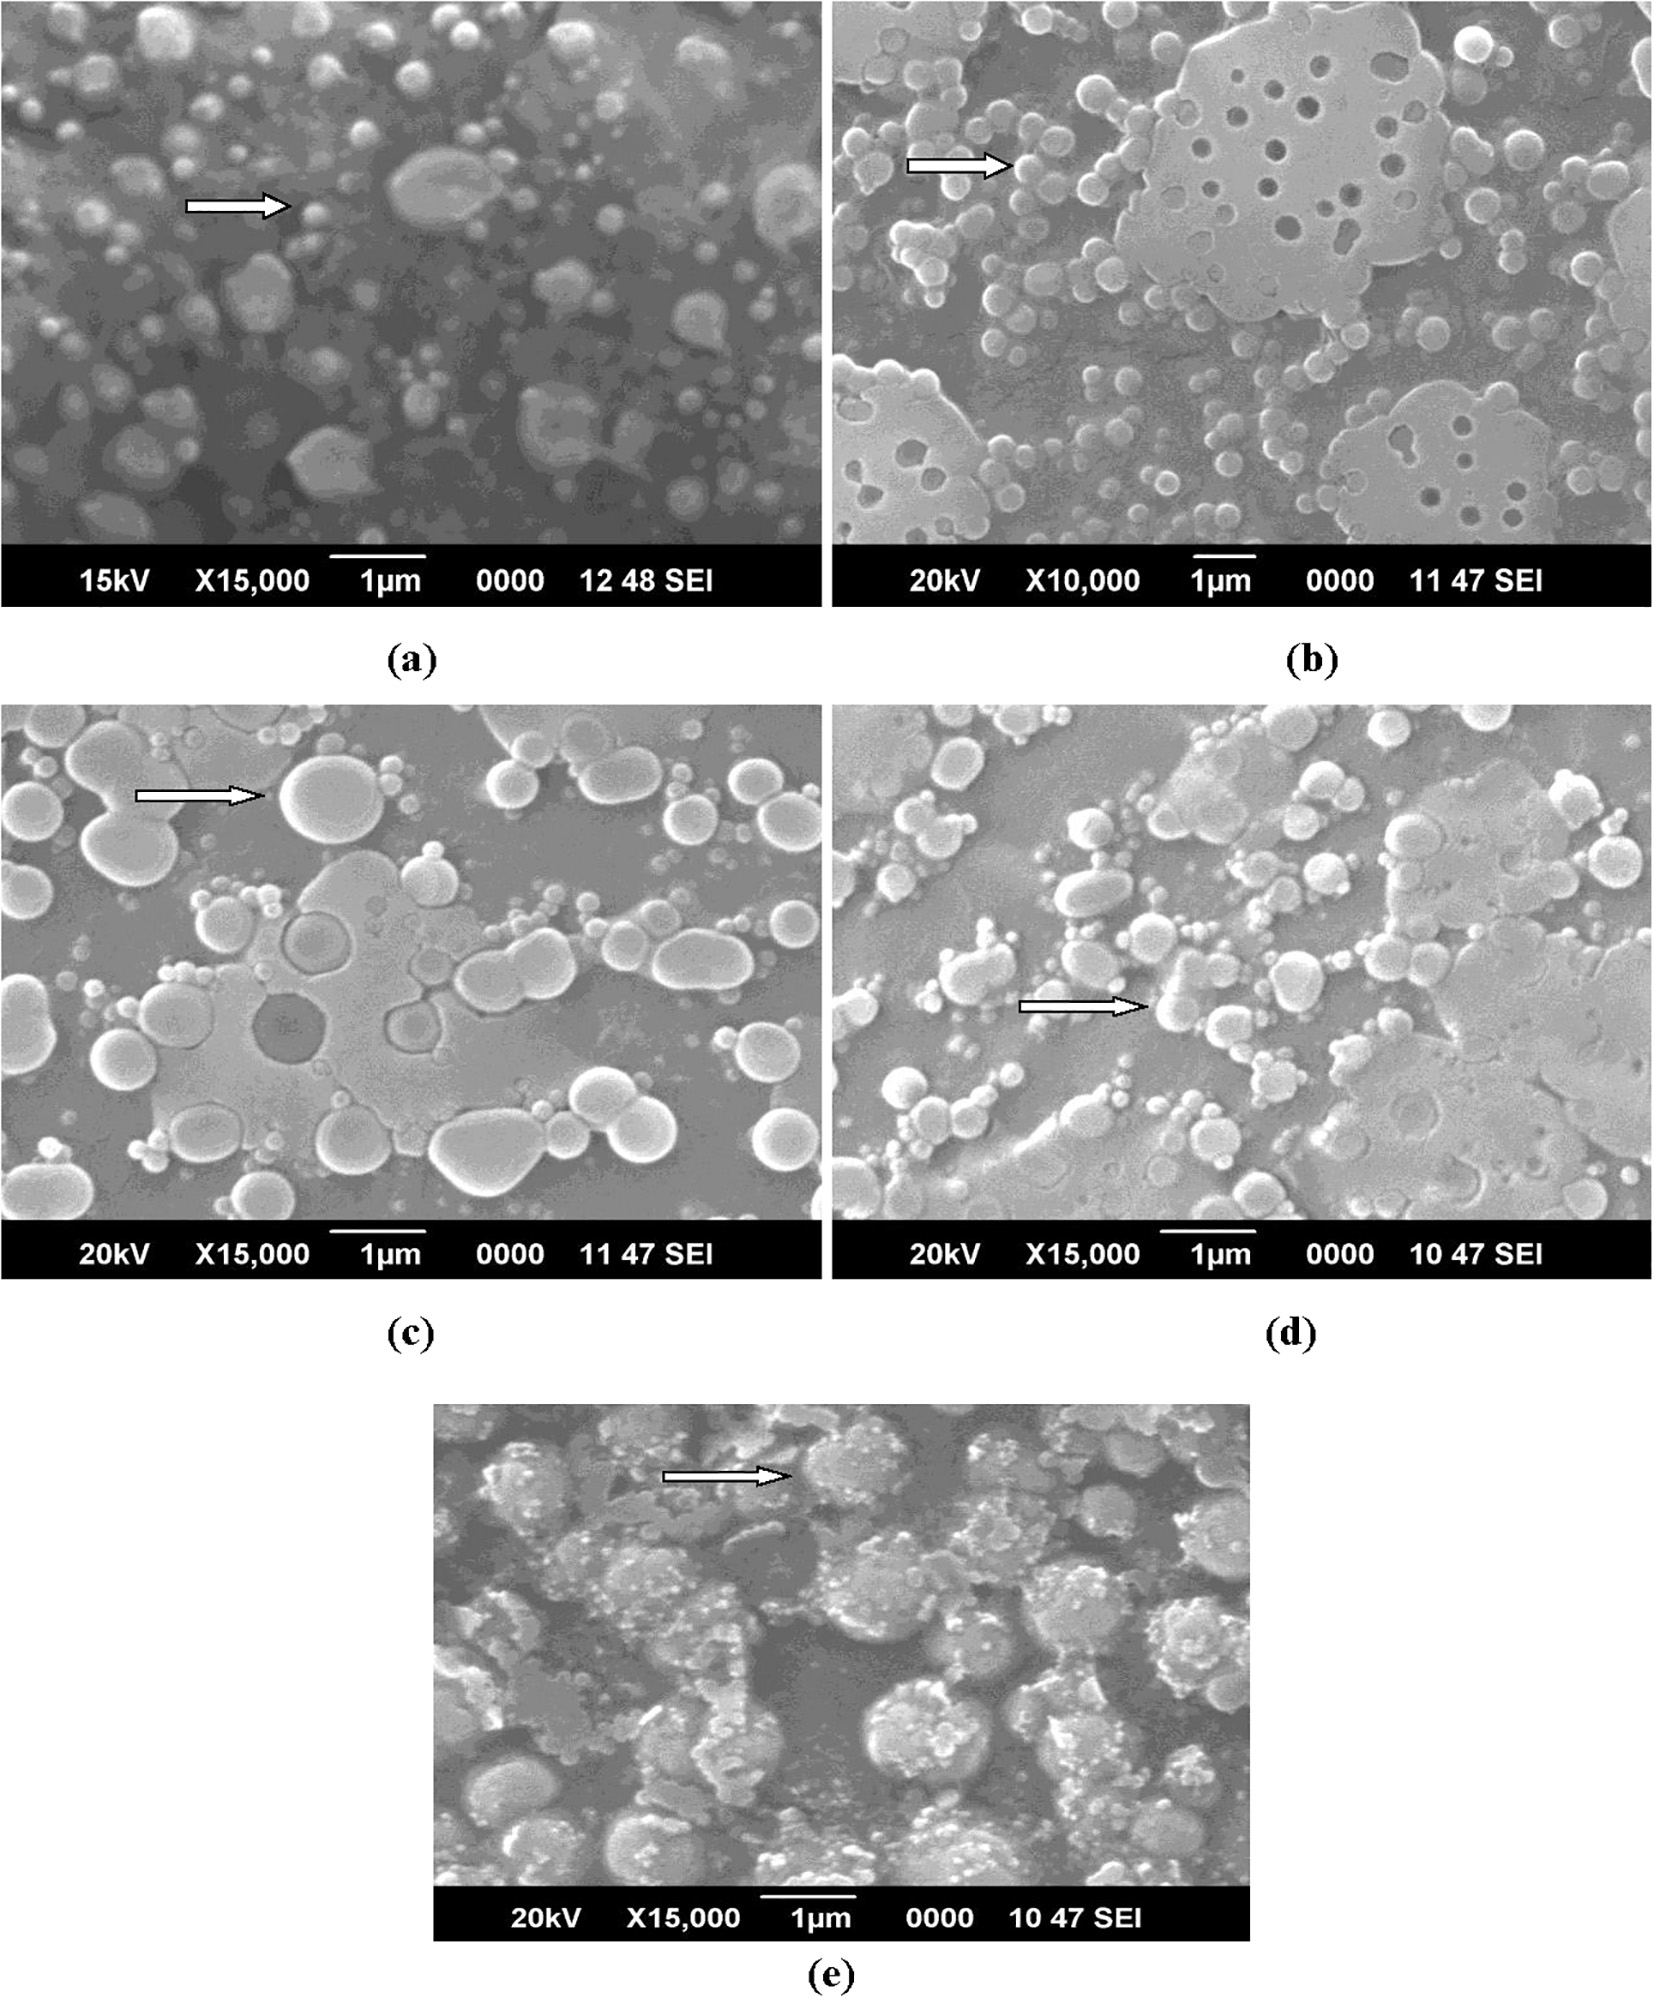 15kV X15,000 1µm 0000 12 48 SEI
20kV X10,000 1µm 0000 11 47 SEI
(a)
(b)
20kV X15,000 1µm 0000 11 47 SEI
20kV X15,000 1µm 0000 10 47 SEI
(c)
(d)
20kV X15,000 1µm 0000 10 47 SEI
(e)